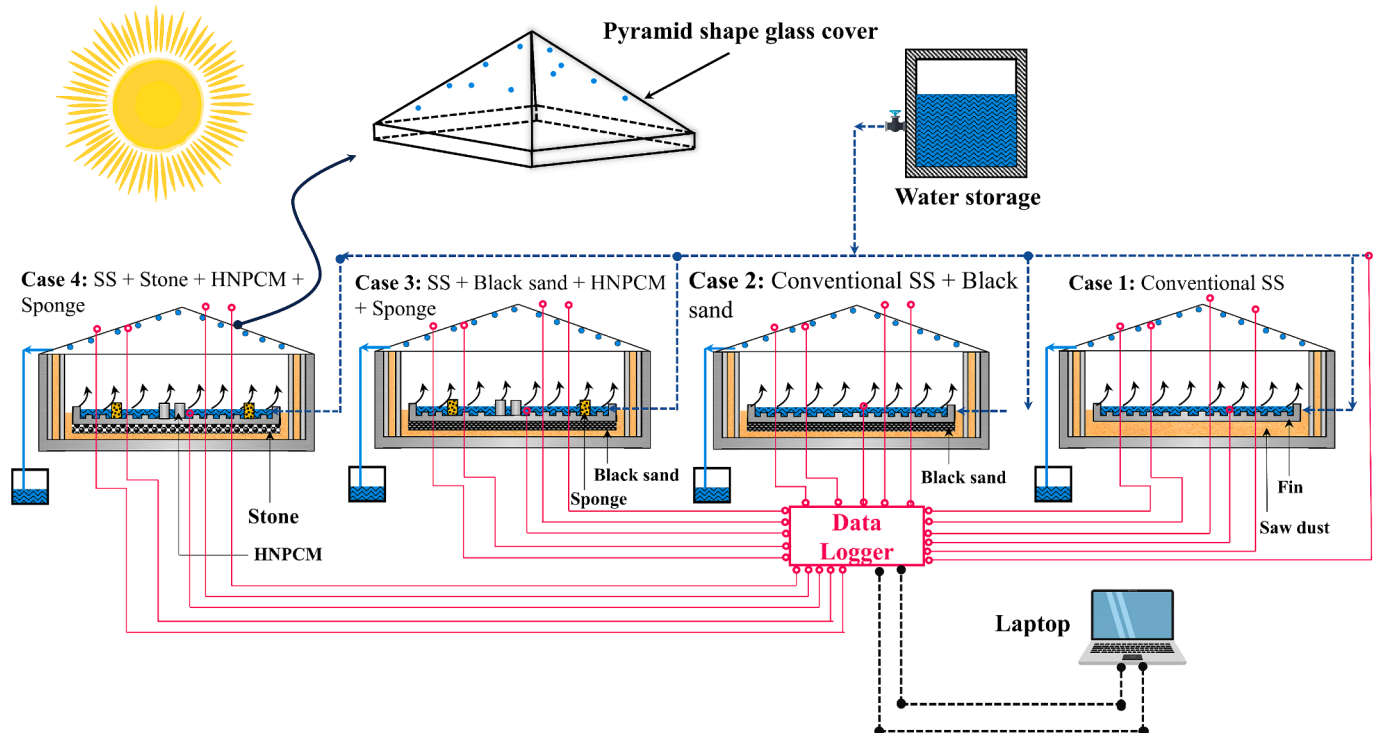 Pyramid shape glass cover
Water storage
Case 4: SS + Stone + HNPCM +
Sponge
Case 3: SS + Black sand + HNPCM
+ Sponge
Case 2: Conventional SS + Black
sand
Case 1: Conventional SS
Black sand
Sponge
Stone
HNPCM
Black sand
Fin
Saw dust
Data
Logger
Laptop